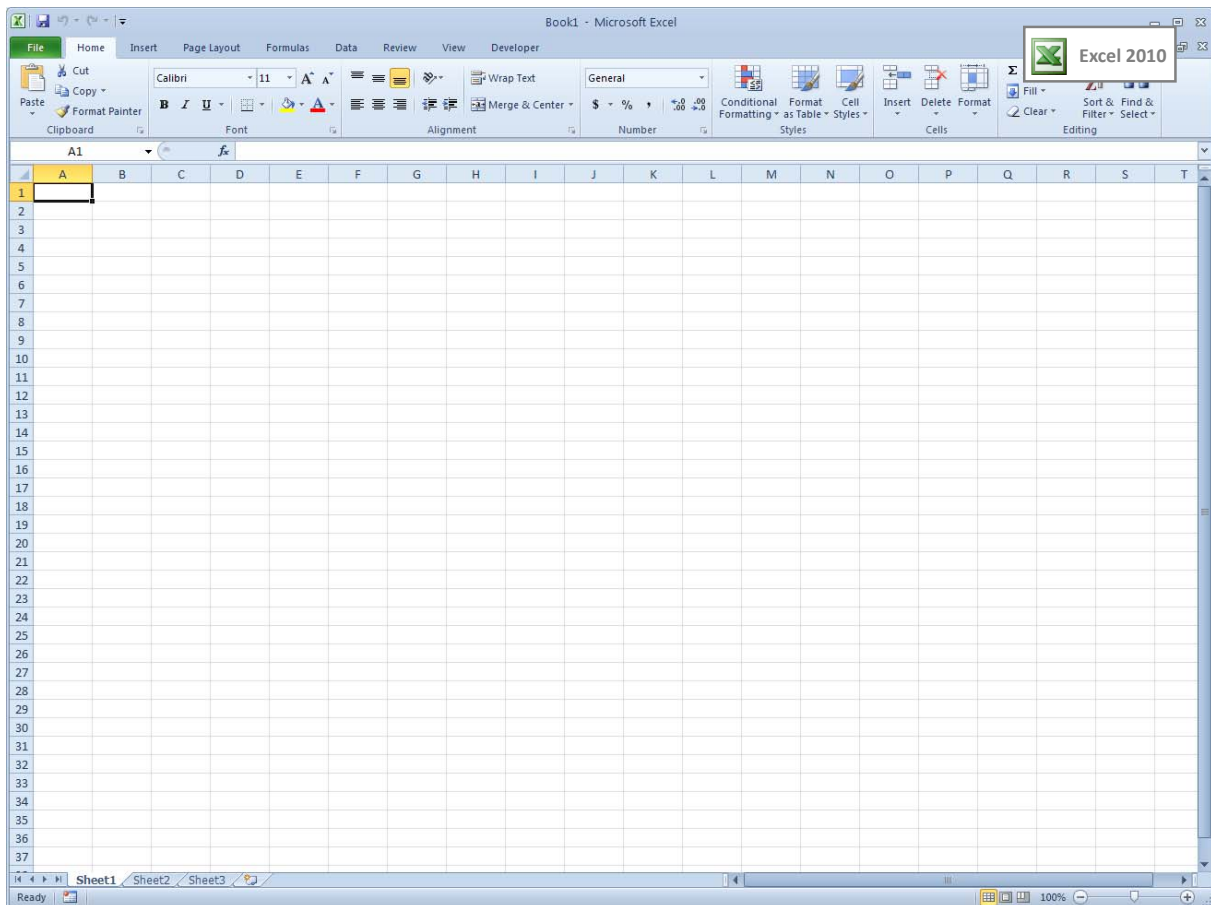 Book1 - Microsoft Excel
File Home Insert Page Layout Formulas Data Review View Developer
Excel 2010
Paste
Cut
Copy
Format Painter
Clipboard
Calibri 11
B I U A
Font
Wrap Text
Merge & Center
Alignment
General
$ % , .0 .00 .00 .0
Number
Conditional Formatting
Format as Table
Cell Styles
Styles
Insert Delete Format
Cells
Σ
Fill
Clear
Sort & Filter
Find & Select
Editing
A1 fx
A B C D E F G H I J K L M N O P Q R S T
1
2
3
4
5
6
7
8
9
10
11
12
13
14
15
16
17
18
19
20
21
22
23
24
25
26
27
28
29
30
31
32
33
34
35
36
37
Sheet1 Sheet2 Sheet3
Ready 100%